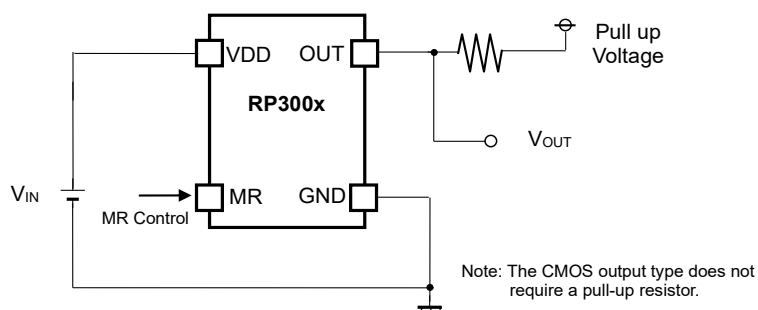 Pull up
Voltage
VDD
OUT
RP300x
VOUT
VIN
MR Control
MR
GND
Note: The CMOS output type does not
require a pull-up resistor.